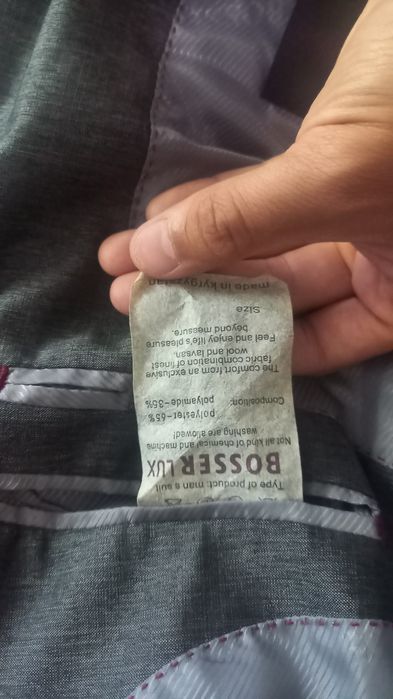 Type of product: man's suit
BOSSER LUX
Not all kind of chemical and machine
washing are allowed!
Composition: polyester-65%
polyamide-35%
The comfort from an exclusive
fabric combination of finest
wool and lavsan.
Feel and enjoy life's pleasure
beyond measure.
Size
made in kyrgyzstan